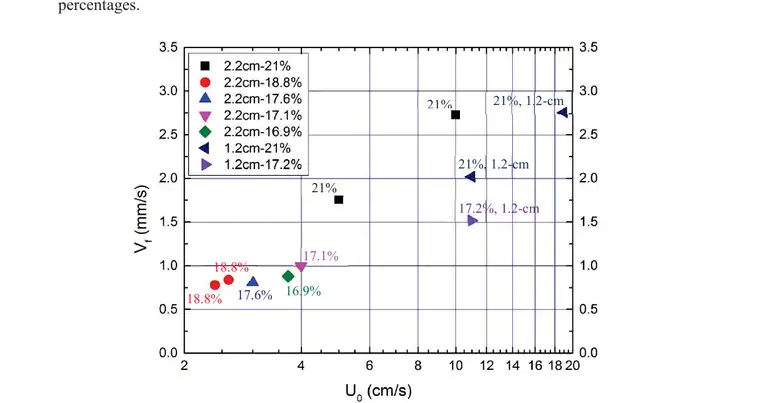 percentages.
2.2cm-21%
2.2cm-18.8%
2.2cm-17.6%
2.2cm-17.1%
2.2cm-16.9%
1.2cm-21%
1.2cm-17.2%
3.5 3.5
3.0 3.0
2.5 2.5
2.0 2.0
1.5 1.5
1.0 1.0
0.5 0.5
0.0 0.0
21%
21%, 1.2-cm
21%, 1.2-cm
21%
17.2%, 1.2-cm
17.1%
18.8%
18.8%
17.6%
16.9%
2 4 6 8 10 12 14 16 18 20
Vf (mm/s)
U0 (cm/s)